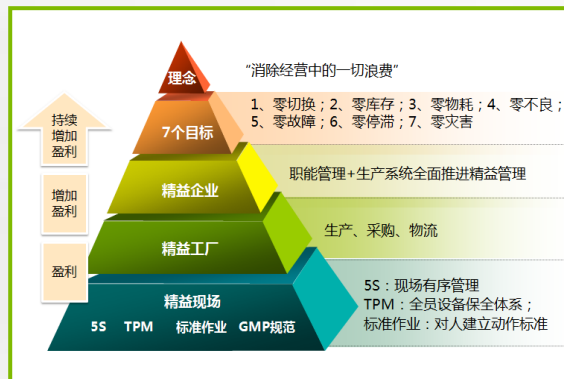 理念
“消除经营中的一切浪费”
持续
增加
盈利
7个目标
1、零切换；2、零库存；3、零物耗；4、零不良；
5、零故障；6、零停滞；7、零灾害
增加
盈利
精益企业
职能管理+生产系统全面推进精益管理
精益工厂
生产、采购、物流
盈利
精益现场
5S TPM 标准作业 GMP规范
5S：现场有序管理
TPM：全员设备保全体系；
标准作业：对人建立动作标准